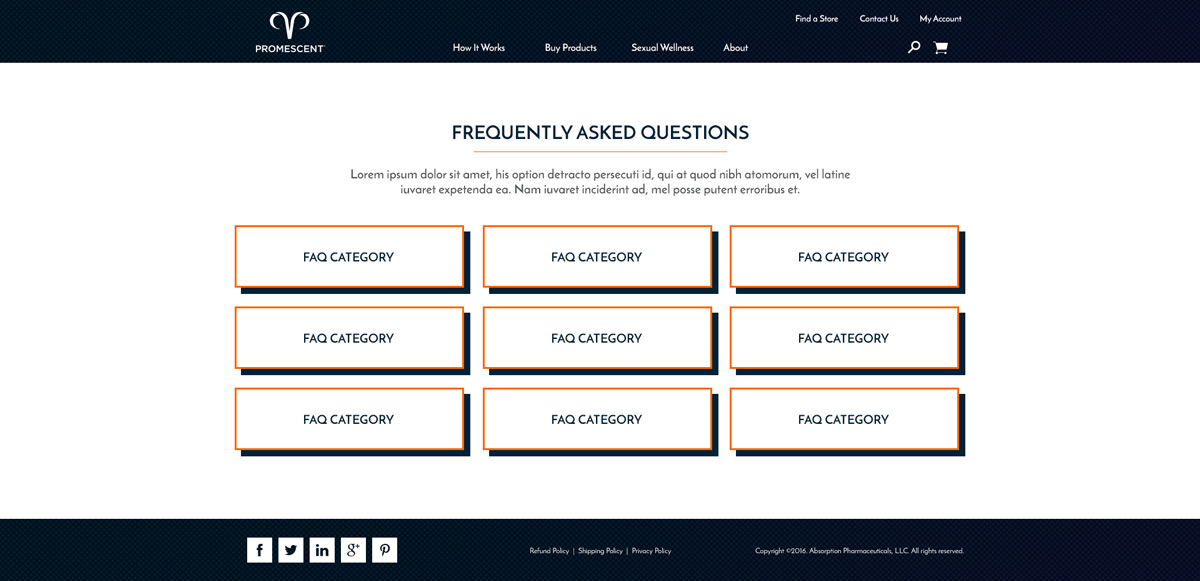 Find a Store Contact Us My Account
PROMESCENT
How It Works Buy Products Sexual Wellness About
FREQUENTLY ASKED QUESTIONS
Lorem ipsum dolor sit amet, his option detracto persecuti id, qui at quod nibh atomorum, vel latine
iuvaret expetenda ea. Nam iuvaret inciderint ad, mel posse putent erroribus et.
FAQ CATEGORY FAQ CATEGORY FAQ CATEGORY
FAQ CATEGORY FAQ CATEGORY FAQ CATEGORY
FAQ CATEGORY FAQ CATEGORY FAQ CATEGORY
f in g+
Refund Policy | Shipping Policy | Privacy Policy
Copyright ©2016. Absorption Pharmaceuticals, LLC. All rights reserved.